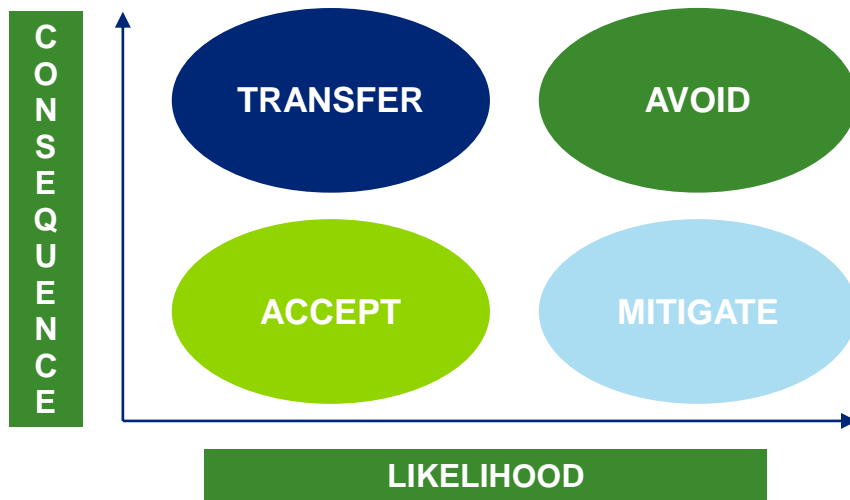 CONSEQUENCE
TRANSFER
AVOID
ACCEPT
MITIGATE
LIKELIHOOD